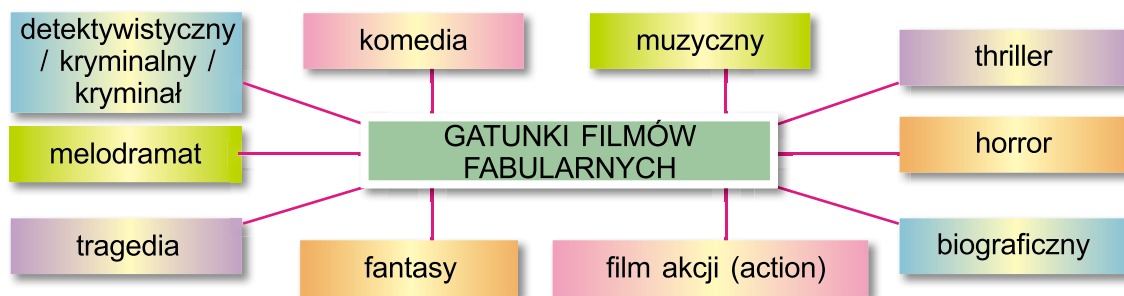 detektywistyczny
/ kryminalny /
kryminał
komedia
muzyczny
thriller
GATUNKI FILMÓW
FABULARNYCH
melodramat
horror
tragedia
fantasy
film akcji (action)
biograficzny